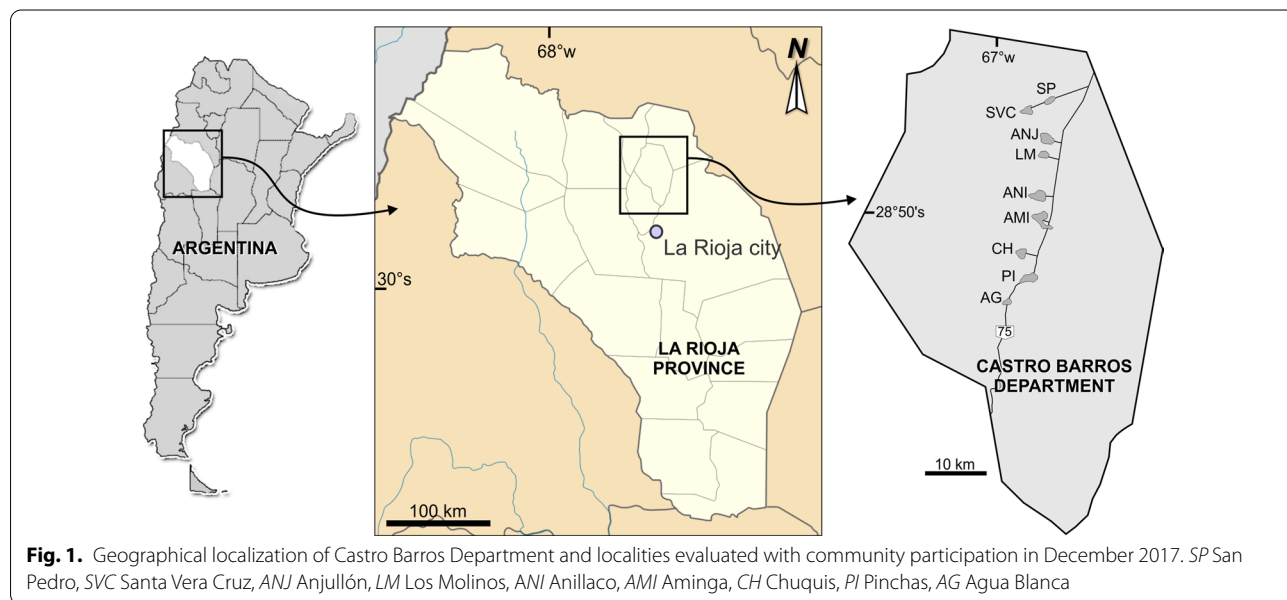 ARGENTINA
68°w
N
30°s
La Rioja city
LA RIOJA
PROVINCE
100 km
67°w
SP
SVC
ANJ
LM
ANI
28°50's
AMI
CH
PI
AG
75
CASTRO BARROS
DEPARTMENT
10 km
Fig. 1. Geographical localization of Castro Barros Department and localities evaluated with community participation in December 2017. SP San
Pedro, SVC Santa Vera Cruz, ANJ Anjullón, LM Los Molinos, ANI Anillaco, AMI Aminga, CH Chuquis, PI Pinchas, AG Agua Blanca